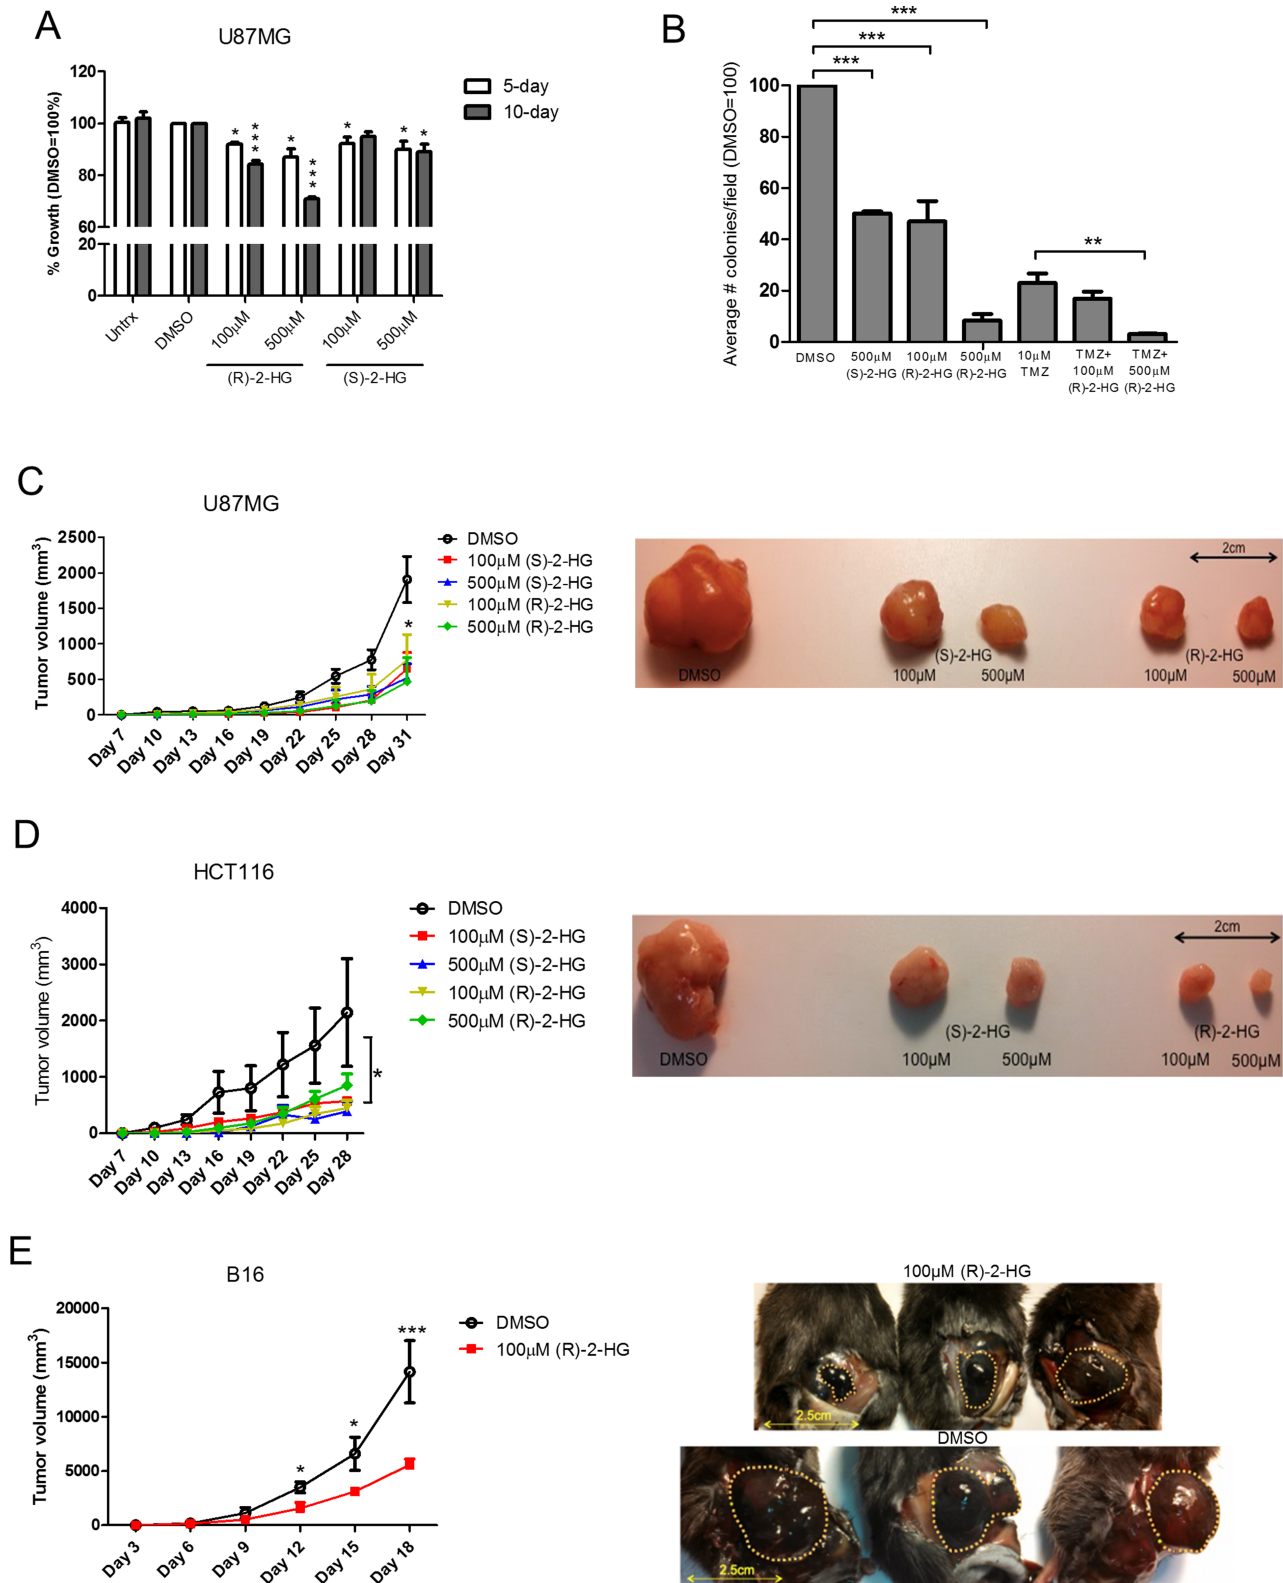 A
U87MG
% Growth (DMSO=100%)
120
100
80
60
20
0
5-day
10-day
*
***
*
***
*
*
*
Untrx
DMSO
100µM
500µM
100µM
500µM
(R)-2-HG
(S)-2-HG
B
Average # colonies/field (DMSO=100)
100
80
60
40
20
0
***
***
***
**
DMSO
500µM
(S)-2-HG
100µM
(R)-2-HG
500µM
(R)-2-HG
10µM
TMZ
TMZ+
100µM
(R)-2-HG
TMZ+
500µM
(R)-2-HG
C
U87MG
Tumor volume (mm³)
2500
2000
1500
1000
500
0
*
Day 7
Day 10
Day 13
Day 16
Day 19
Day 22
Day 25
Day 28
Day 31
DMSO
100µM (S)-2-HG
500µM (S)-2-HG
100µM (R)-2-HG
500µM (R)-2-HG
2cm
DMSO
(S)-2-HG
100µM
500µM
(R)-2-HG
100µM
500µM
D
HCT116
Tumor volume (mm³)
4000
3000
2000
1000
0
*
Day 7
Day 10
Day 13
Day 16
Day 19
Day 22
Day 25
Day 28
DMSO
100µM (S)-2-HG
500µM (S)-2-HG
100µM (R)-2-HG
500µM (R)-2-HG
2cm
DMSO
(S)-2-HG
100µM
500µM
(R)-2-HG
100µM
500µM
E
B16
Tumor volume (mm³)
20000
15000
10000
5000
0
*
*
***
Day 3
Day 6
Day 9
Day 12
Day 15
Day 18
DMSO
100µM (R)-2-HG
100µM (R)-2-HG
2.5cm
DMSO
2.5cm